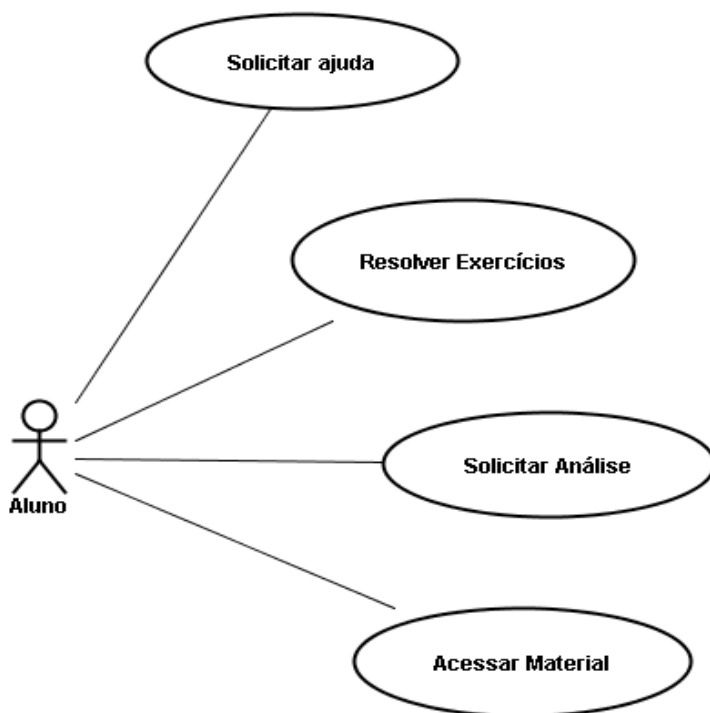 Solicitar ajuda
Resolver Exercícios
Solicitar Análise
Aluno
Acessar Material